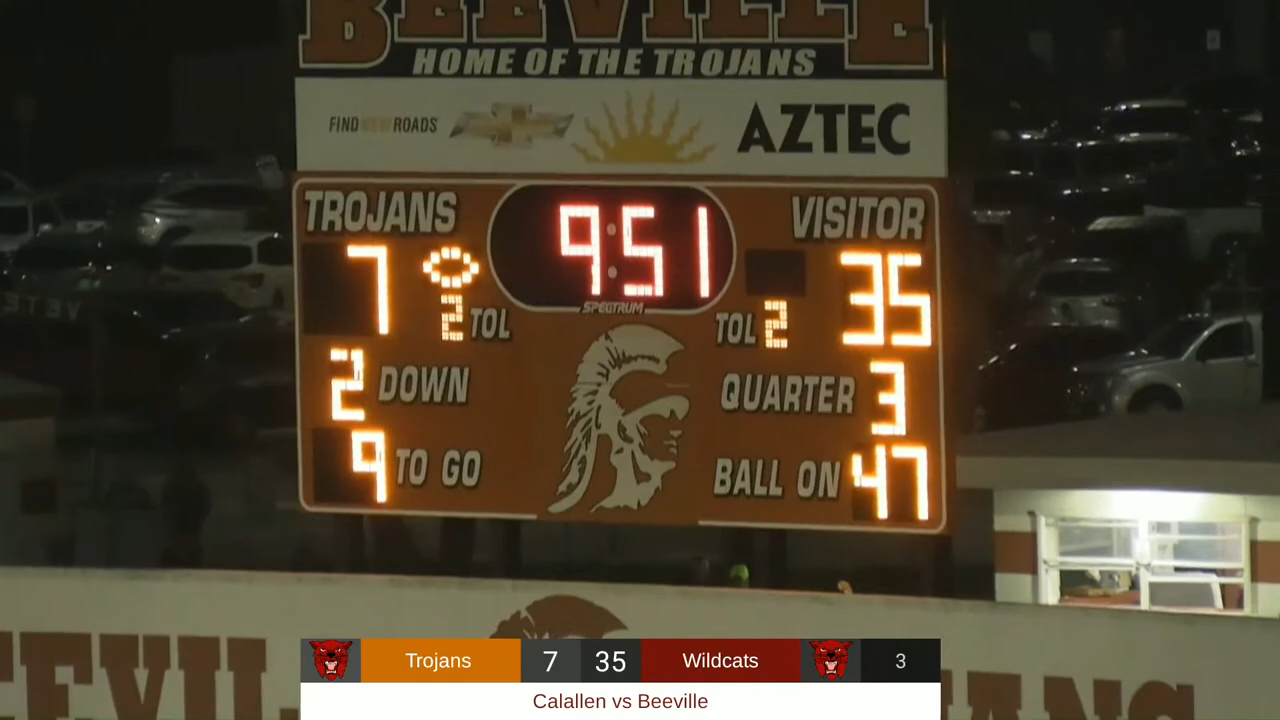 BEEVILLE
HOME OF THE TROJANS
FIND NEW ROADS
AZTEC
TROJANS
9:51
VISITOR
7
35
SPECTRUM
2 TOL
TOL 2
2 DOWN
QUARTER 3
9 TO GO
BALL ON 47
Trojans 7 35 Wildcats 3
Calallen vs Beeville